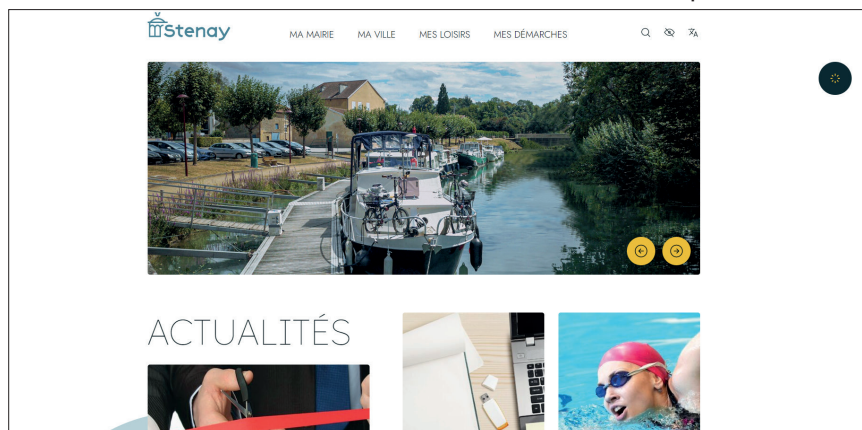 Stenay
MA MAIRIE MA VILLE MES LOISIRS MES DÉMARCHES
ACTUALITÉS